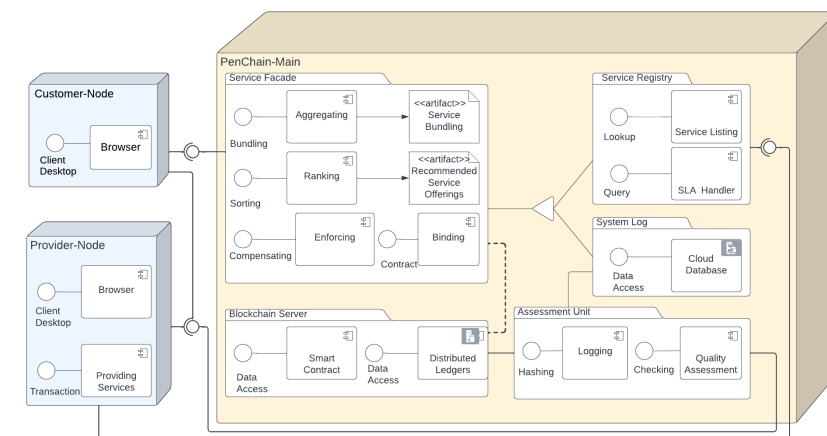 PenChain-Main
Customer-Node
Client
Desktop
Browser
Provider-Node
Browser
Client
Desktop
Transaction
Providing
Services
Service Facade
Aggregating
Bundling
<<artifact>>
Service
Bundling
Ranking
Sorting
<<artifact>>
Recommended
Service
Offerings
Enforcing
Compensating
Binding
Contract
Service Registry
Lookup
Service Listing
Query
SLA Handler
System Log
Data
Access
Cloud
Database
Blockchain Server
Data
Access
Smart
Contract
Data
Access
Distributed
Ledgers
Assessment Unit
Hashing
Logging
Checking
Quality
Assessment